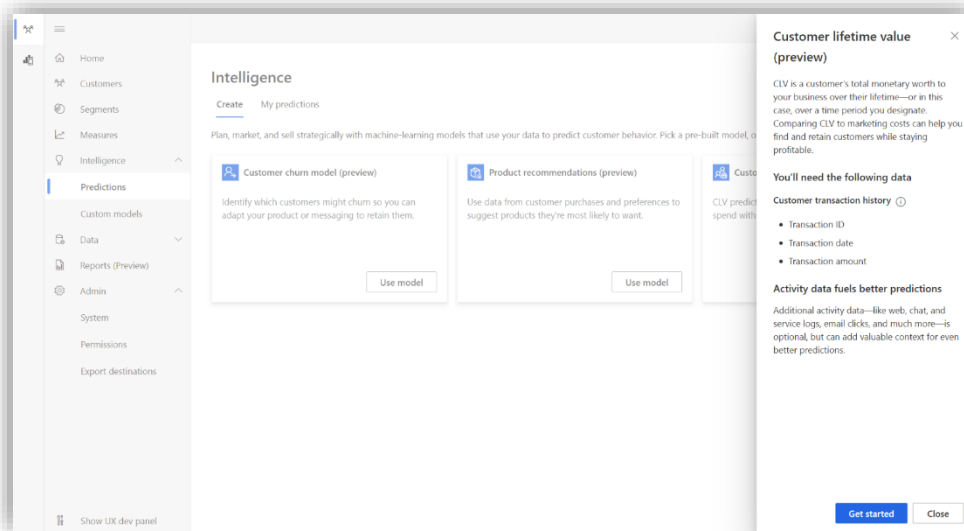 Home
Customers
Segments
Measures
Intelligence
Predictions
Custom models
Data
Reports (Preview)
Admin
System
Permissions
Export destinations
Show UX dev panel
Intelligence
Create
My predictions
Plan, market, and sell strategically with machine-learning models that use your data to predict customer behavior. Pick a pre-built model, o
Customer churn model (preview)
Identify which customers might churn so you can
adapt your product or messaging to retain them.
Use model
Product recommendations (preview)
Use data from customer purchases and preferences to
suggest products they're most likely to want.
Use model
Custo
CLV predict
spend with
Customer lifetime value
(preview)
CLV is a customer's total monetary worth to
your business over their lifetime—or in this
case, over a time period you designate.
Comparing CLV to marketing costs can help you
find and retain customers while staying
profitable.
You'll need the following data
Customer transaction history
• Transaction ID
• Transaction date
• Transaction amount
Activity data fuels better predictions
Additional activity data—like web, chat, and
service logs, email clicks, and much more—is
optional, but can add valuable context for even
better predictions.
Get started
Close